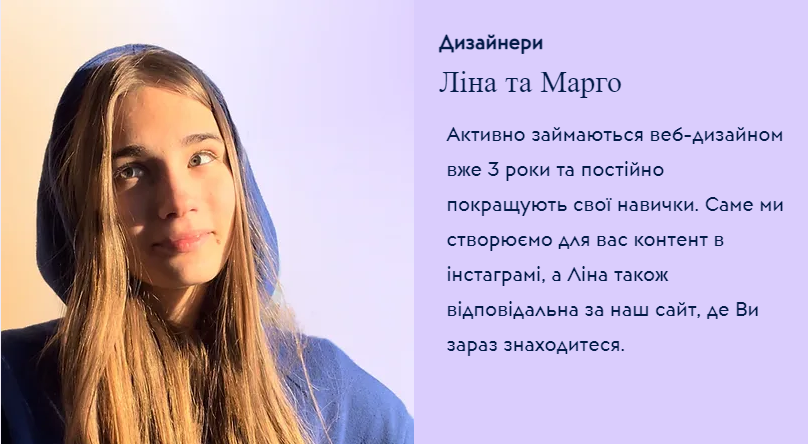 Дизайнери
Ліна та Марго
Активно займаються веб-дизайном
вже 3 роки та постійно
покращують свої навички. Саме ми
створюємо для вас контент в
інстаграмі, а Ліна також
відповідальна за наш сайт, де Ви
зараз знаходитеся.